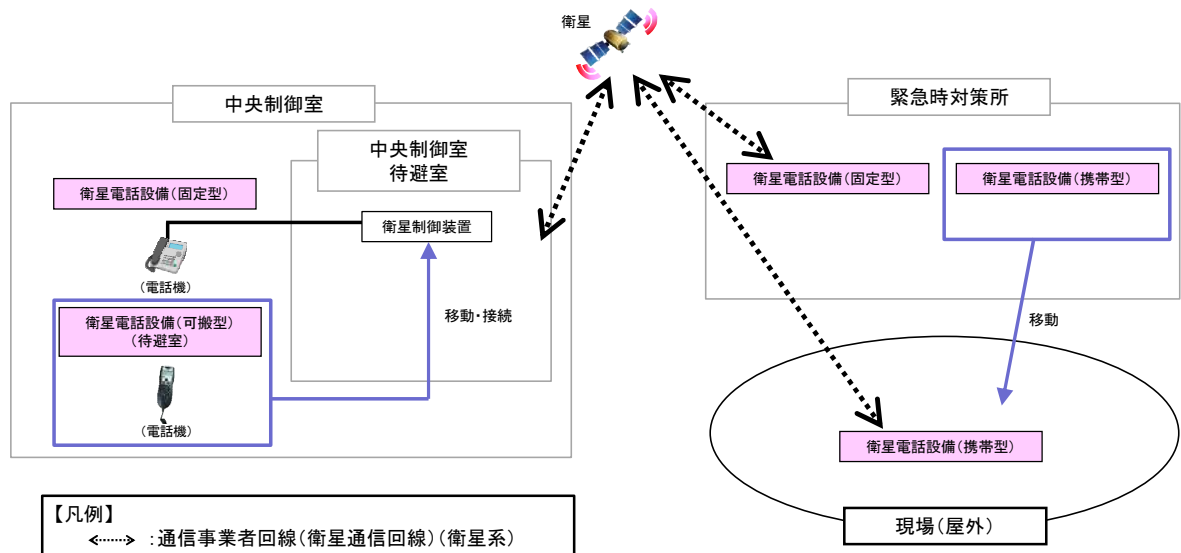 衛星
中央制御室
中央制御室
待避室
衛星電話設備(固定型)
衛星制御装置
(電話機)
衛星電話設備(可搬型)
(待避室)
(電話機)
移動・接続
緊急時対策所
衛星電話設備(固定型)
衛星電話設備(携帯型)
移動
衛星電話設備(携帯型)
現場(屋外)
【凡例】
:通信事業者回線(衛星通信回線)(衛星系)